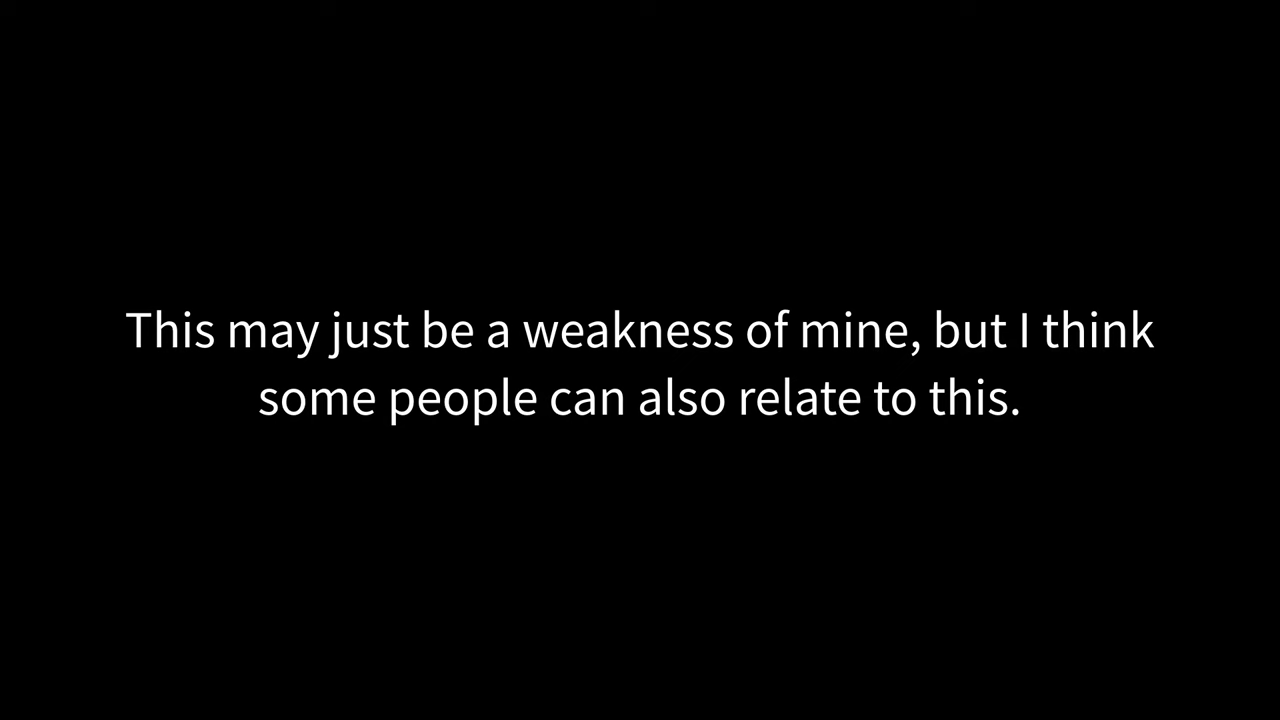 This may just be a weakness of mine, but I think
some people can also relate to this.